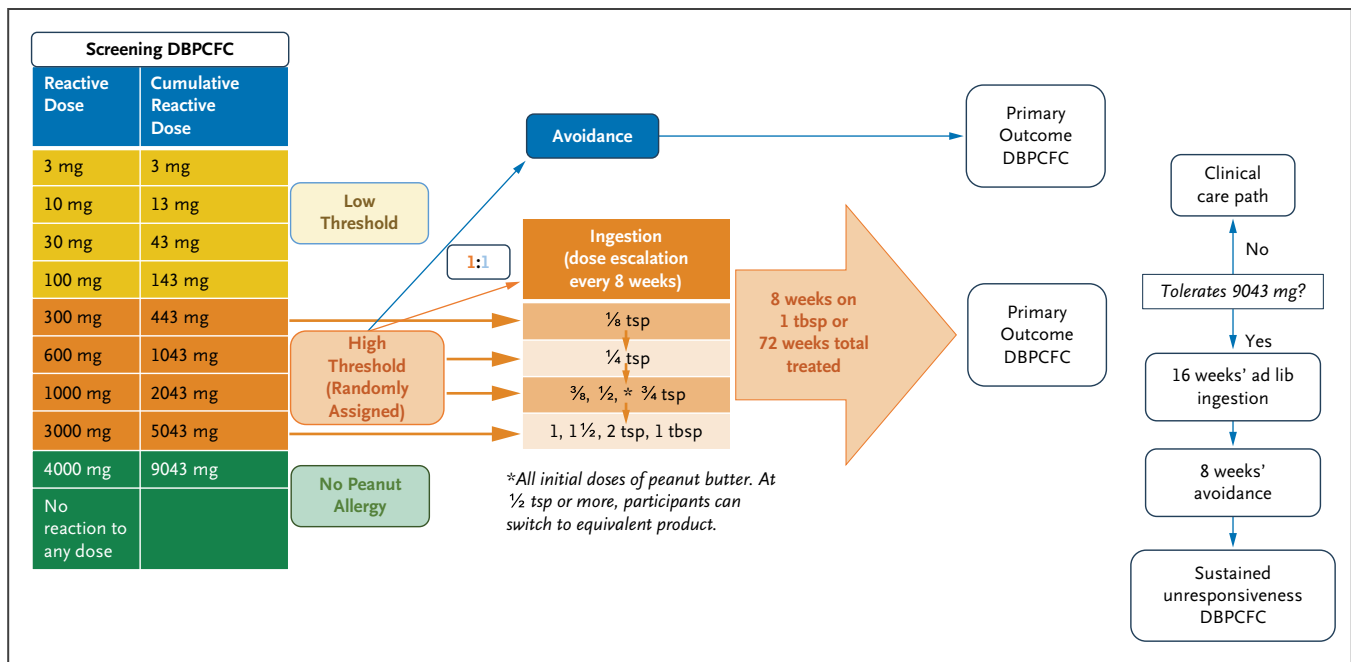 Screening DBPCFC
Reactive
Dose
Cumulative
Reactive
Dose
3 mg
3 mg
10 mg
13 mg
30 mg
43 mg
100 mg
143 mg
300 mg
443 mg
600 mg
1043 mg
1000 mg
2043 mg
3000 mg
5043 mg
4000 mg
9043 mg
No
reaction to
any dose
Low
Threshold
High
Threshold
(Randomly
Assigned)
No Peanut
Allergy
Avoidance
1:1
Ingestion
(dose escalation
every 8 weeks)
⅛ tsp
¼ tsp
⅜, ½, * ¾ tsp
1, 1½, 2 tsp, 1 tbsp
*All initial doses of peanut butter. At
½ tsp or more, participants can
switch to equivalent product.
8 weeks on
1 tbsp or
72 weeks total
treated
Primary
Outcome
DBPCFC
Primary
Outcome
DBPCFC
Clinical
care path
No
Tolerates 9043 mg?
Yes
16 weeks' ad lib
ingestion
8 weeks'
avoidance
Sustained
unresponsiveness
DBPCFC